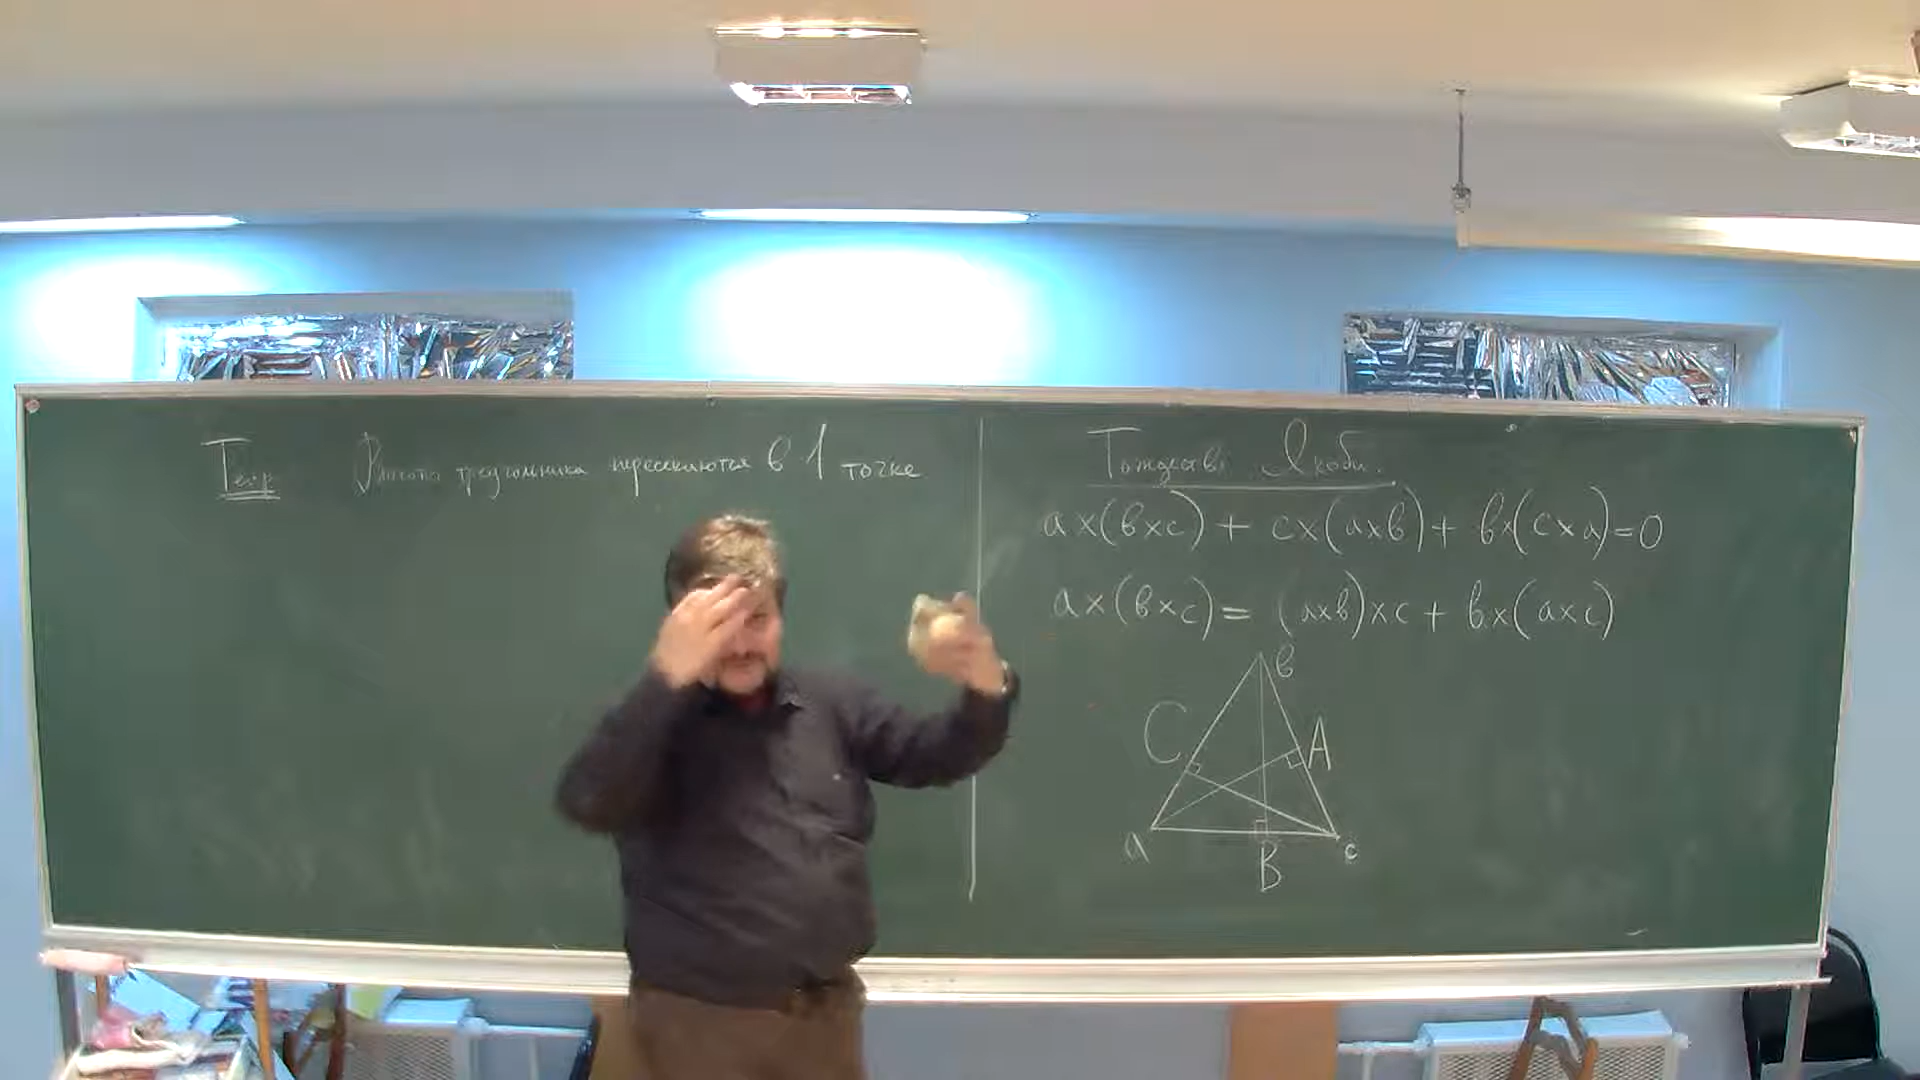 Теор Высоты треугольника пересекаются в 1 точке
Тождество Якоби.
a×(b×c) + c×(a×b) + b×(c×a)=0
a×(b×c) = (a×b)×c + b×(a×c)
b
C
A
a
B
c